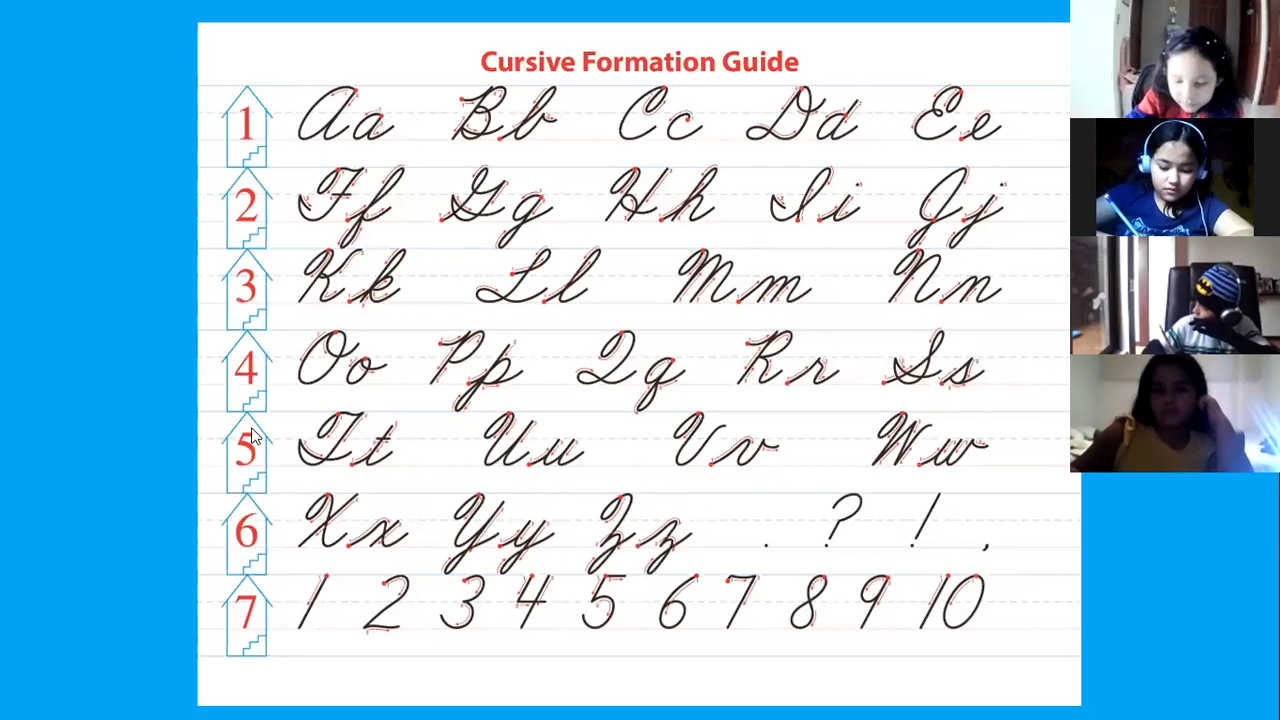 Cursive Formation Guide
1 Aa Bb Cc Dd Ee
2 Ff Gg Hh Ii Jj
3 Kk Ll Mm Nn
4 Oo Pp Qq Rr Ss
5 Tt Uu Vv Ww
6 Xx Yy Zz . ? ! ,
7 1 2 3 4 5 6 7 8 9 10